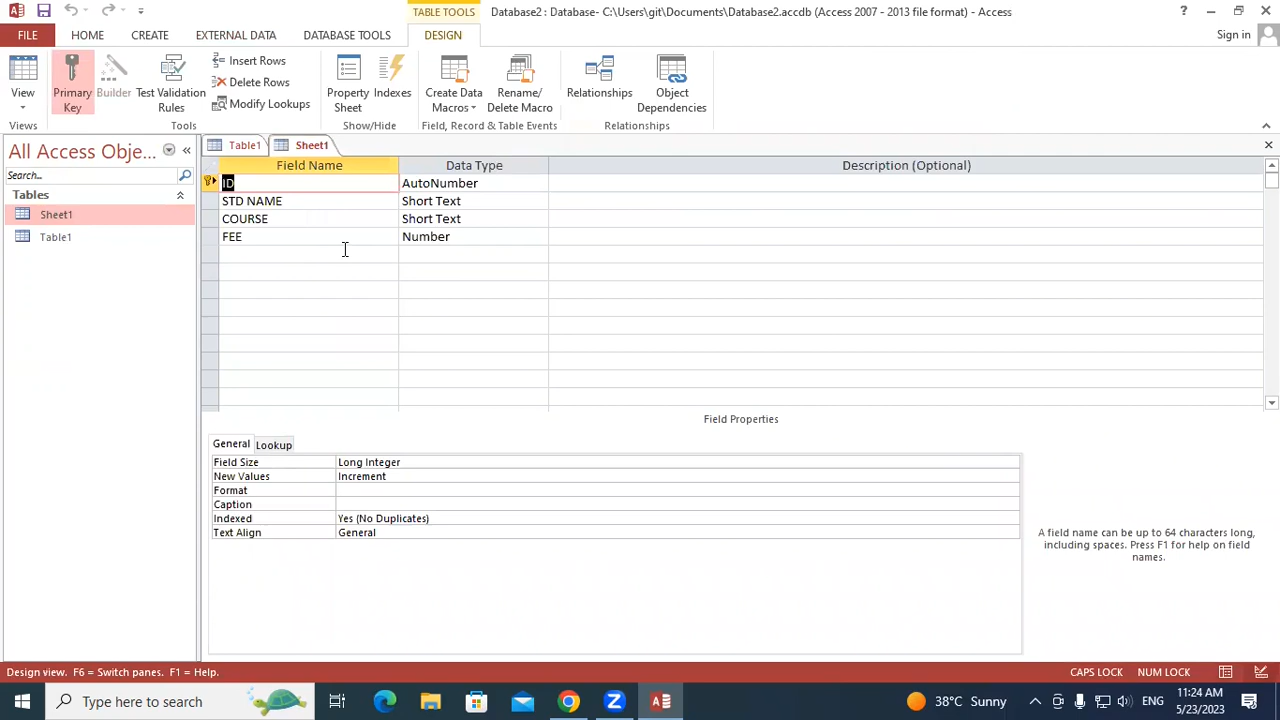 TABLE TOOLS
Database2 : Database- C:\Users\git\Documents\Database2.accdb (Access 2007 - 2013 file format) - Access
?
FILE HOME CREATE EXTERNAL DATA DATABASE TOOLS DESIGN Sign in
View
Primary Key
Builder
Test Validation Rules
Insert Rows
Delete Rows
Modify Lookups
Property Sheet
Indexes
Create Data Macros
Rename/ Delete Macro
Relationships
Object Dependencies
Views Tools Show/Hide Field, Record & Table Events Relationships
All Access Obje...
Search...
Tables
Sheet1
Table1
Table1 Sheet1
Field Name Data Type Description (Optional)
ID AutoNumber
STD NAME Short Text
COURSE Short Text
FEE Number
Field Properties
General Lookup
Field Size Long Integer
New Values Increment
Format
Caption
Indexed Yes (No Duplicates)
Text Align General
A field name can be up to 64 characters long,
including spaces. Press F1 for help on field
names.
Design view. F6 = Switch panes. F1 = Help. CAPS LOCK NUM LOCK
Type here to search
38°C Sunny
ENG
11:24 AM
5/23/2023